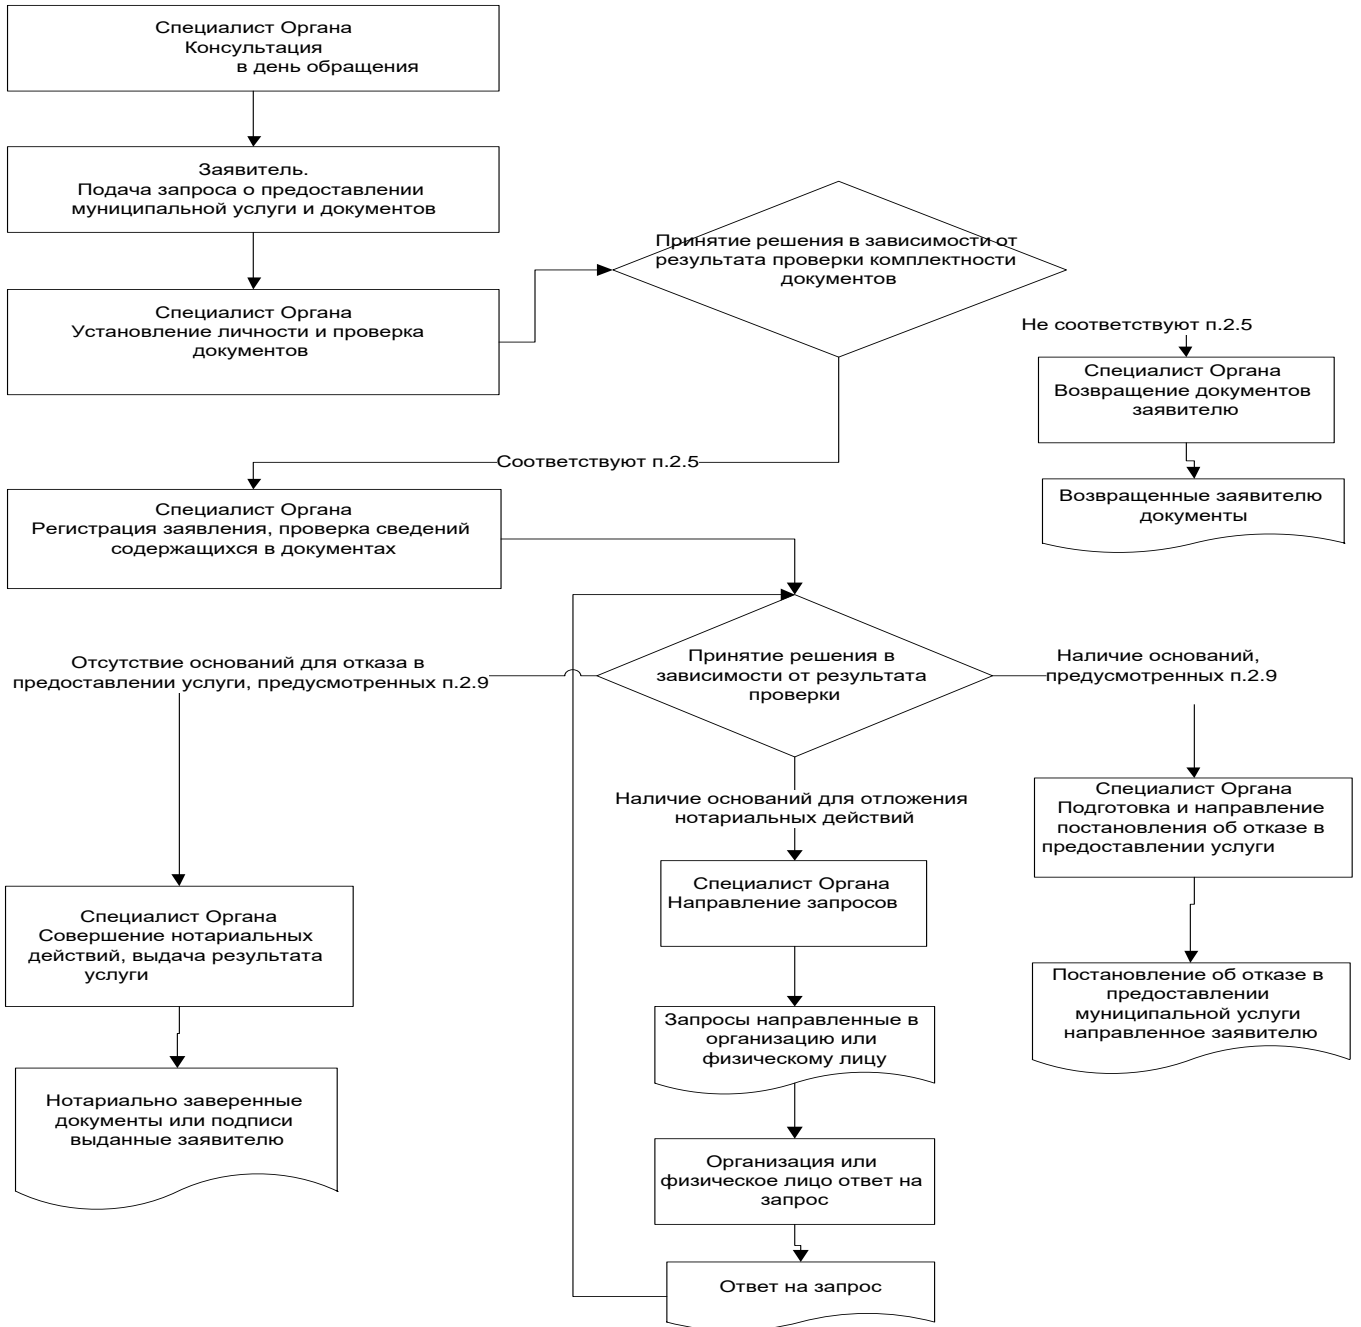 Специалист Органа
Консультация
в день обращения
Заявитель.
Подача запроса о предоставлении
муниципальной услуги и документов
Специалист Органа
Установление личности и проверка
документов
Принятие решения в зависимости от
результата проверки комплектности
документов
Не соответствуют п.2.5
Специалист Органа
Возвращение документов
заявителю
Возвращенные заявителю
документы
Соответствуют п.2.5
Специалист Органа
Регистрация заявления, проверка сведений
содержащихся в документах
Принятие решения в
зависимости от результата
проверки
Отсутствие оснований для отказа в
предоставлении услуги, предусмотренных п.2.9
Наличие оснований,
предусмотренных п.2.9
Наличие оснований для отложения
нотариальных действий
Специалист Органа
Подготовка и направление
постановления об отказе в
предоставлении услуги
Специалист Органа
Направление запросов
Специалист Органа
Совершение нотариальных
действий, выдача результата
услуги
Постановление об отказе в
предоставлении
муниципальной услуги
направленное заявителю
Запросы направленные в
организацию или
физическому лицу
Нотариально заверенные
документы или подписи
выданные заявителю
Организация или
физическое лицо ответ на
запрос
Ответ на запрос